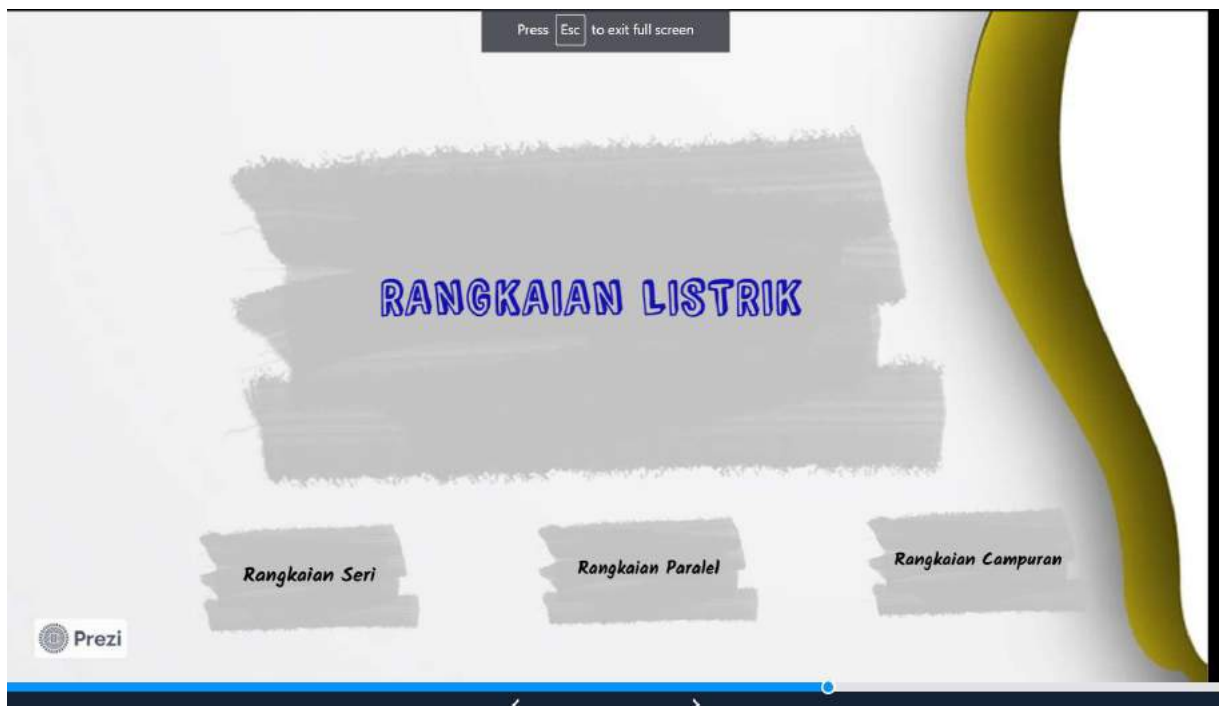 Press Esc to exit full screen
RANGKAIAN LISTRIK
Rangkaian Seri
Rangkaian Paralel
Rangkaian Campuran
Prezi